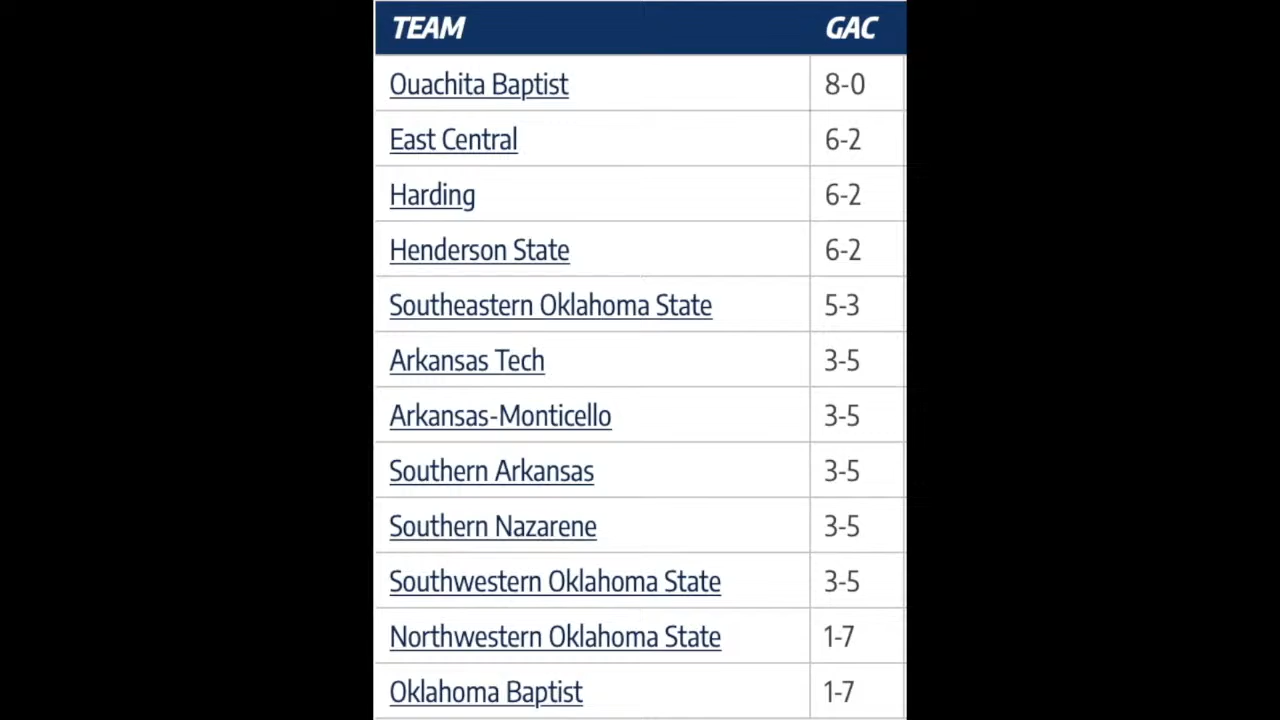 TEAM GAC
Ouachita Baptist 8-0
East Central 6-2
Harding 6-2
Henderson State 6-2
Southeastern Oklahoma State 5-3
Arkansas Tech 3-5
Arkansas-Monticello 3-5
Southern Arkansas 3-5
Southern Nazarene 3-5
Southwestern Oklahoma State 3-5
Northwestern Oklahoma State 1-7
Oklahoma Baptist 1-7